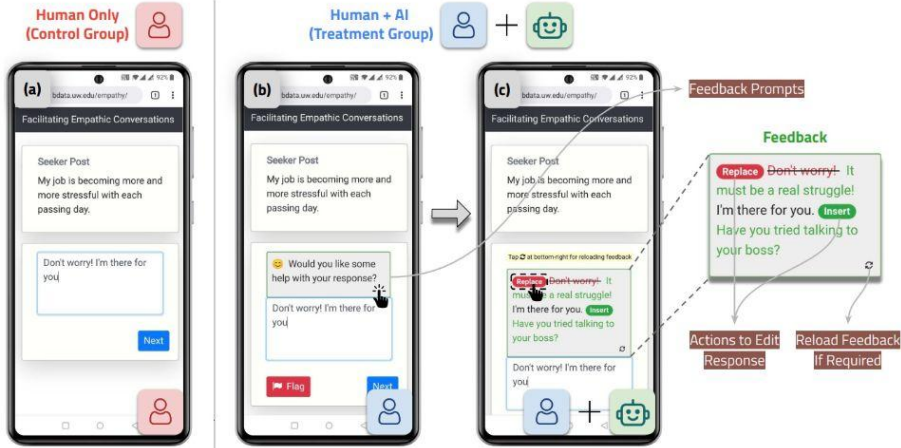 Human Only
(Control Group)
Human + AI
(Treatment Group)
+
(a)
92%
bdata.uw.edu/empathy/
1
Facilitating Empathic Conversations
Seeker Post
My job is becoming more and
more stressful with each
passing day.
Don't worry! I'm there for
you
Next
(b)
92%
bdata.uw.edu/empathy/
1
Facilitating Empathic Conversations
Seeker Post
My job is becoming more and
more stressful with each
passing day.
😊 Would you like some
help with your response?
Don't worry! I'm there for
you
Flag
Next
(c)
92%
bdata.uw.edu/empathy/
1
Facilitating Empathic Conversations
Seeker Post
My job is becoming more and
more stressful with each
passing day.
Tap at bottom-right for reloading feedback
Replace Don't worry! It
must be a real struggle!
I'm there for you. Insert
Have you tried talking to
your boss?
Don't worry! I'm there for
you
+
Feedback Prompts
Feedback
Replace Don't worry! It
must be a real struggle!
I'm there for you. Insert
Have you tried talking to
your boss?
Actions to Edit
Response
Reload Feedback
If Required